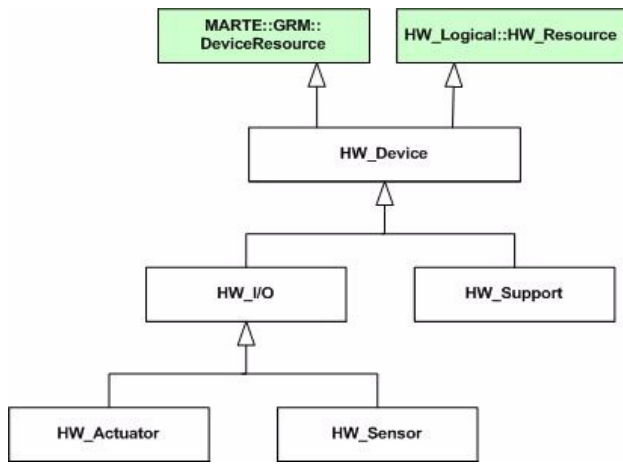 MARTE::GRM::
DeviceResource
HW_Logical::HW_Resource
HW_Device
HW_I/O
HW_Support
HW_Actuator
HW_Sensor